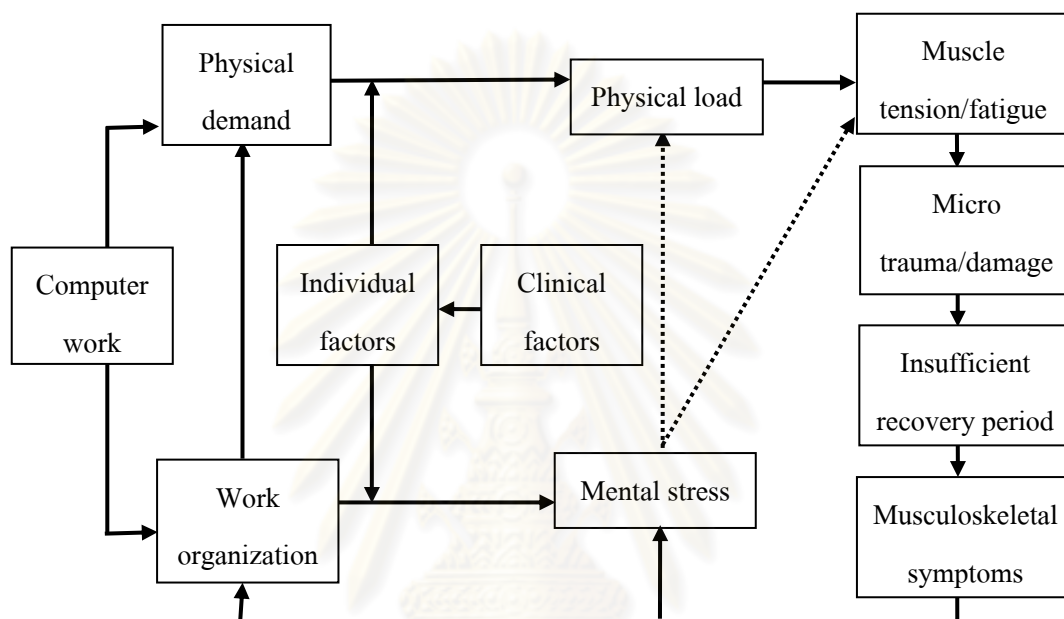 Physical
demand
Physical load
Muscle
tension/fatigue
Micro
trauma/damage
Computer
work
Individual
factors
Clinical
factors
Insufficient
recovery period
Work
organization
Mental stress
Musculoskeletal
symptoms